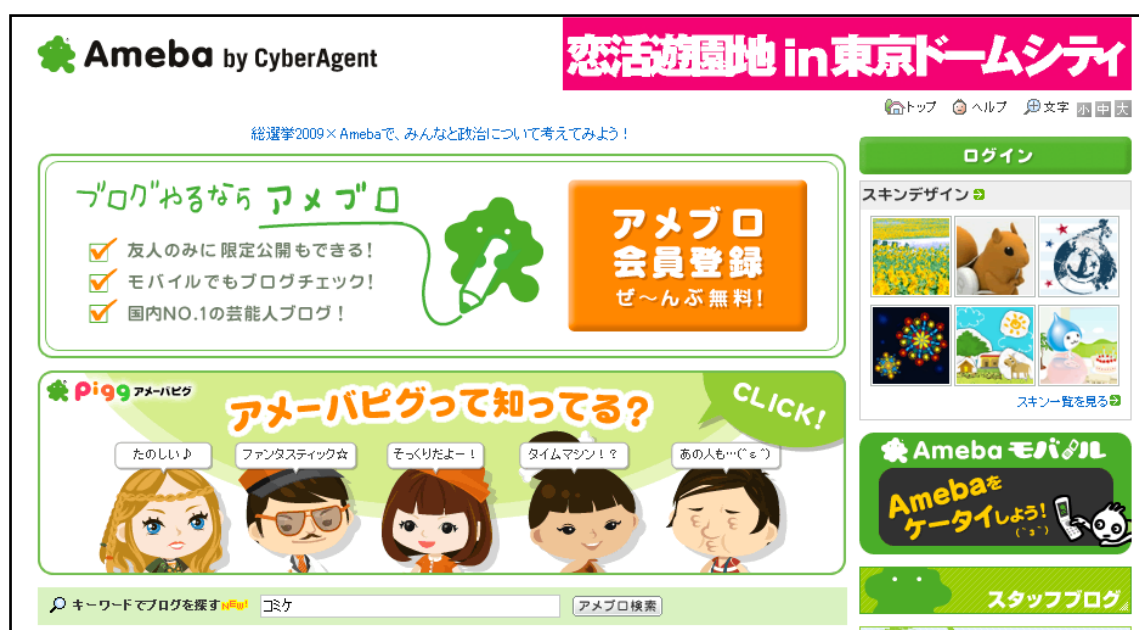 Ameba by CyberAgent
恋活遊園地 in 東京ドームシティ
トップ ヘルプ 文字 小 中 大
総選挙2009×Amebaで、みんなと政治について考えてみよう！
ログイン
ブログやるなら アメブロ
友人のみに限定公開もできる!
モバイルでもブログチェック!
国内NO.1の芸能人ブログ！
アメブロ
会員登録
ぜ～んぶ無料!
スキンデザイン
スキン一覧を見る
Pigg アメーバピグ
アメーバピグって知ってる?
CLICK!
たのしい♪
ファンタスティック☆
そっくりだよー！
タイムマシン！？
あの人も…(^ε^)
Ameba モバイル
Amebaを
ケータイしよう!
(^3^)
キーワードでブログを探す NEW! コミケ アメブロ検索
スタッフブログ